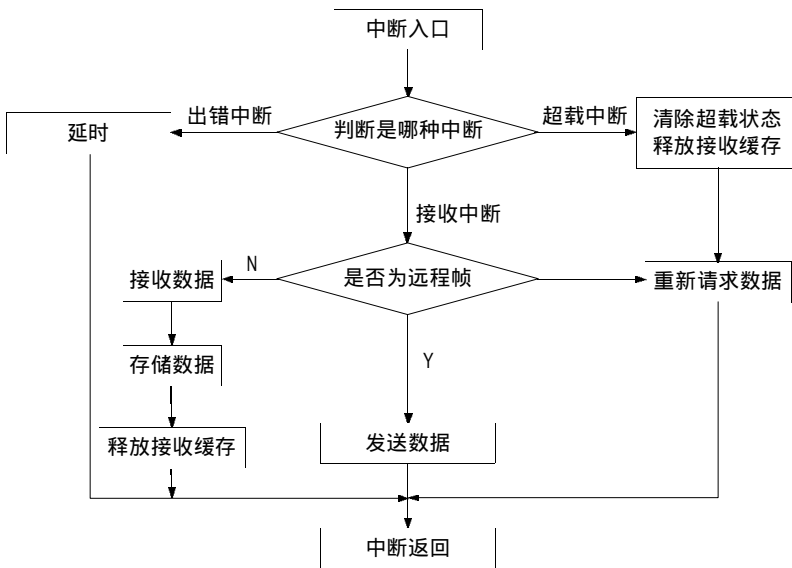 中断入口
出错中断
判断是哪种中断
超载中断
延时
清除超载状态
释放接收缓存
接收中断
N
接收数据
是否为远程帧
重新请求数据
存储数据
Y
释放接收缓存
发送数据
中断返回